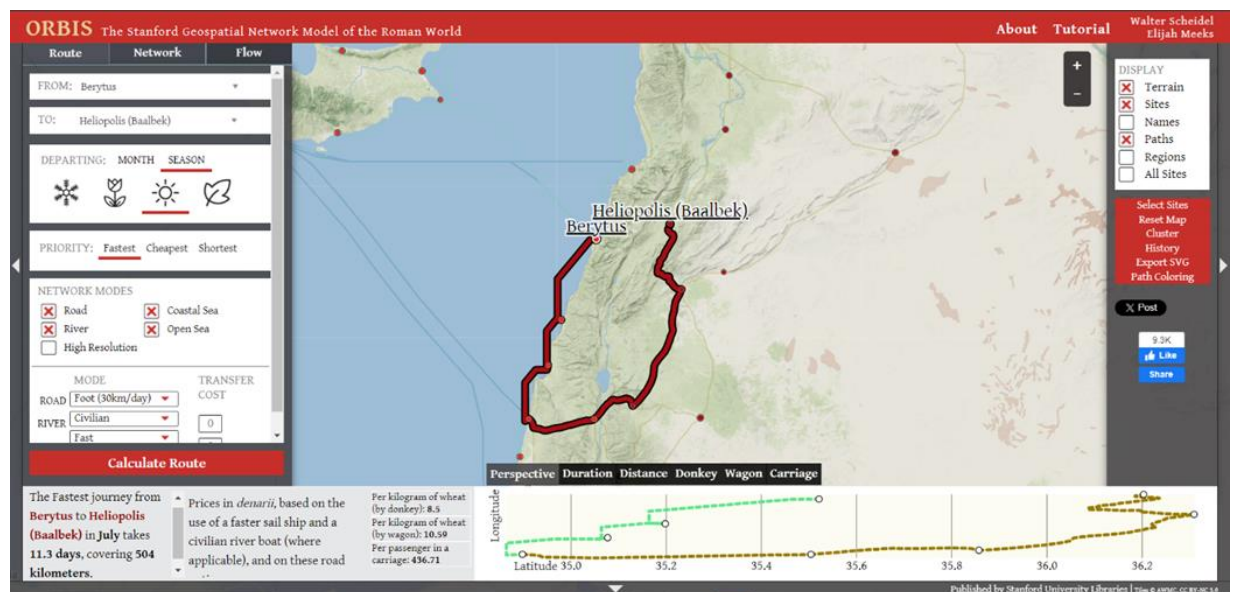 ORBIS The Stanford Geospatial Network Model of the Roman World
About Tutorial
Walter Scheidel
Elijah Meeks
Route Network Flow
FROM: Berytus
TO: Heliopolis (Baalbek)
DEPARTING: MONTH SEASON
PRIORITY: Fastest Cheapest Shortest
NETWORK MODES
Road Coastal Sea
River Open Sea
High Resolution
MODE TRANSFER COST
ROAD Foot (30km/day)
RIVER Civilian 0
Fast
Calculate Route
Heliopolis (Baalbek)
Berytus
+
-
DISPLAY
Terrain
Sites
Names
Paths
Regions
All Sites
Select Sites
Reset Map
Cluster
History
Export SVG
Path Coloring
X Post
9.3K
Like
Share
Perspective Duration Distance Donkey Wagon Carriage
The Fastest journey from
Berytus to Heliopolis
(Baalbek) in July takes
11.3 days, covering 504
kilometers.
Prices in denarii, based on the
use of a faster sail ship and a
civilian river boat (where
applicable), and on these road
Per kilogram of wheat
(by donkey): 8.5
Per kilogram of wheat
(by wagon): 10.59
Per passenger in a
carriage: 436.71
Longitude
Latitude 35.0 35.2 35.4 35.6 35.8 36.0 36.2
Published by Stanford University Libraries | Tiles © AWMC, CC BY-NC 3.0